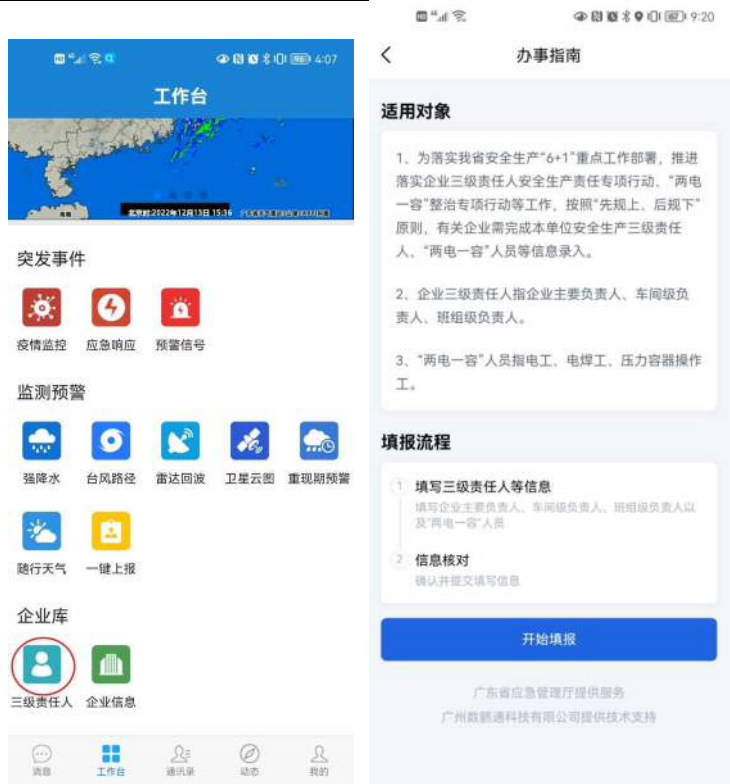 4:07
工作台
北京时:2022年12月13日 15:36
突发事件
疫情监控 应急响应 预警信号
监测预警
强降水 台风路径 雷达回波 卫星云图 重现期预警
随行天气 一键上报
企业库
三级责任人 企业信息
消息 工作台 通讯录 动态 我的
9:20
办事指南
适用对象
1、为落实我省安全生产“6+1”重点工作部署，推进
落实企业三级责任人安全生产责任专项行动、“两电
一容”整治专项行动等工作，按照“先规上、后规下”
原则，有关企业需完成本单位安全生产三级责任
人、“两电一容”人员等信息录入。
2、企业三级责任人指企业主要负责人、车间级负
责人、班组级负责人。
3、“两电一容”人员指电工、电焊工、压力容器操作
工。
填报流程
1 填写三级责任人等信息
填写企业主要负责人、车间级负责人、班组级负责人以
及“两电一容”人员
2 信息核对
确认并提交填写信息
开始填报
广东省应急管理厅提供服务
广州数鹏通科技有限公司提供技术支持